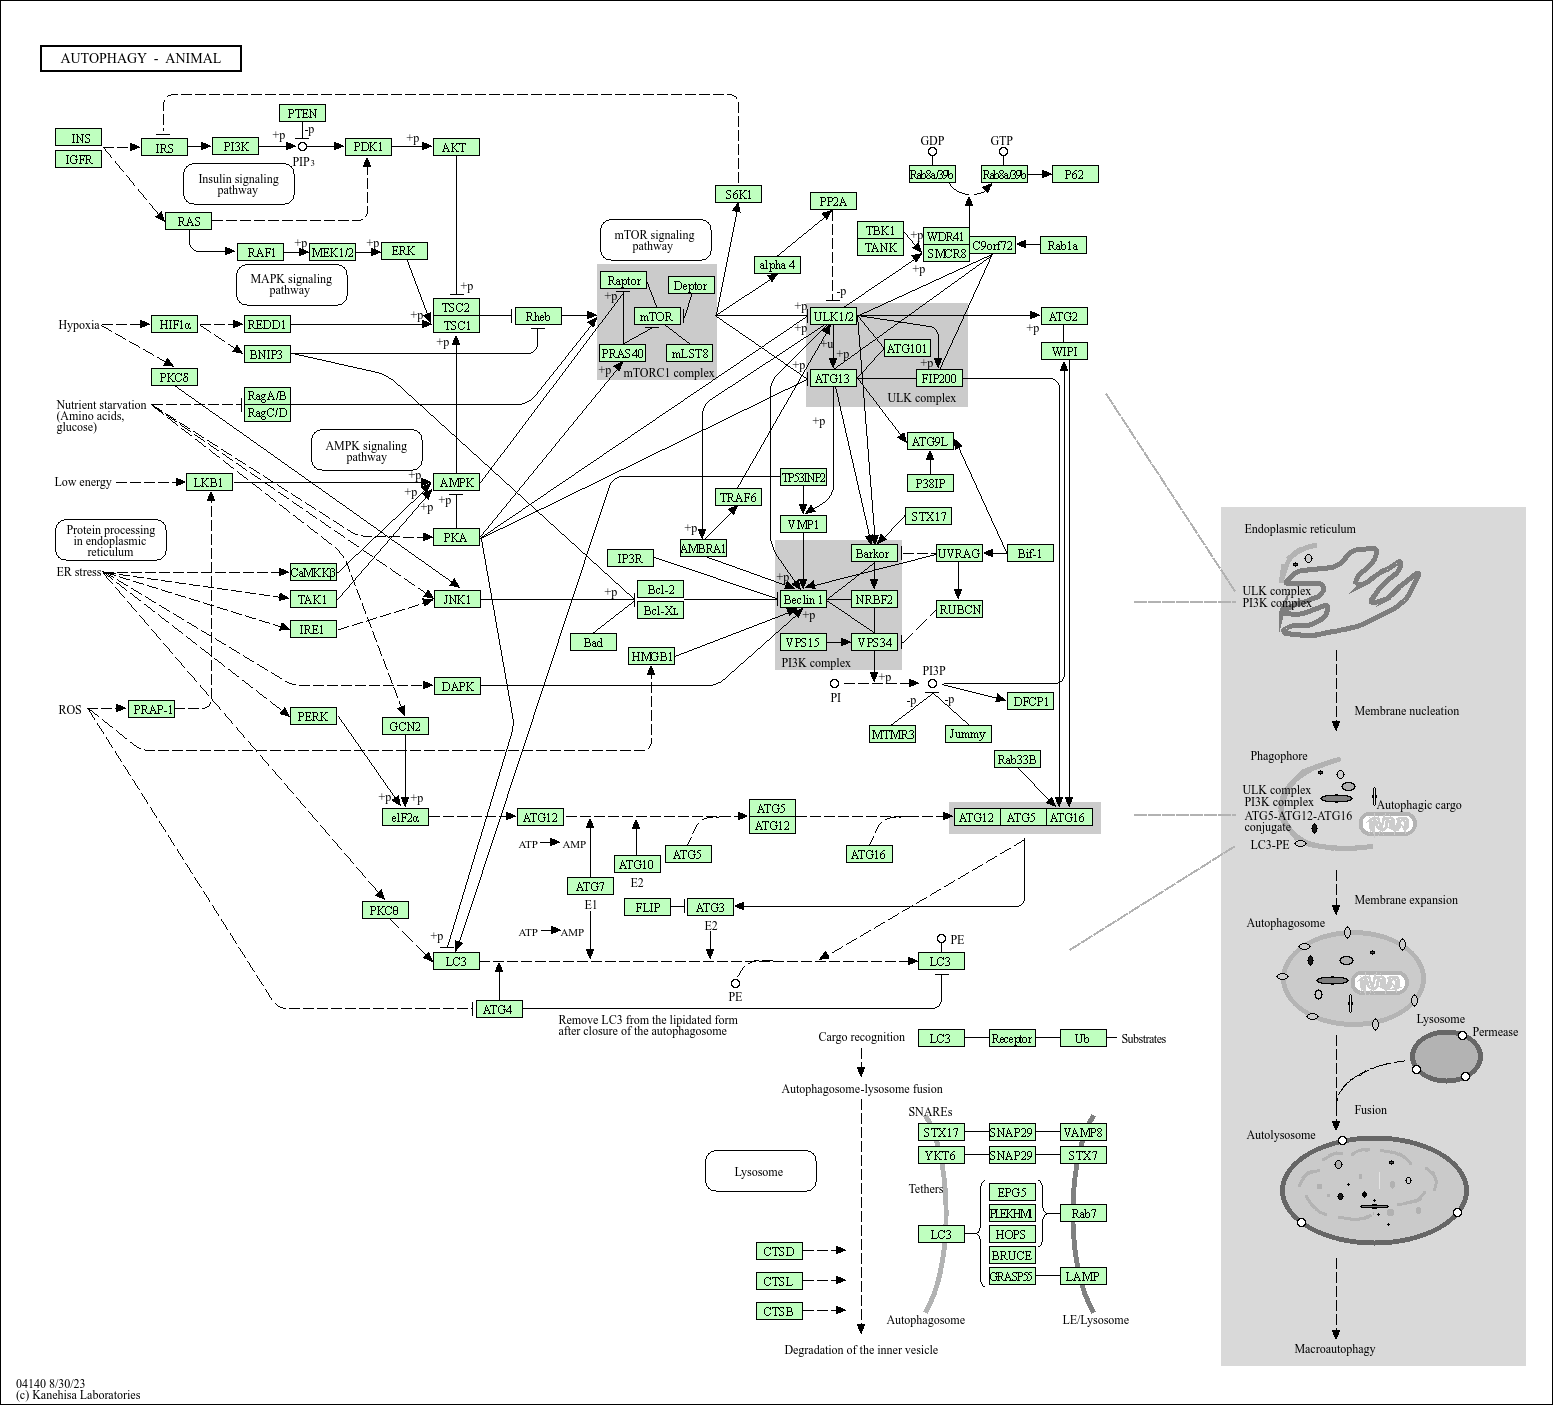 AUTOPHAGY - ANIMAL
PTEN
-p
INS
IGFR
IRS
PI3K
+p
PIP3
PDK1
+p
AKT
Insulin signaling
pathway
RAS
RAF1
+p
MEK1/2
+p
ERK
MAPK signaling
pathway
GDP
GTP
Rab8a/39b
Rab8a/39b
P62
S6K1
PP2A
TBK1
TANK
+p
WDR41
SMCR8
C9orf72
Rab1a
+p
mTOR signaling
pathway
alpha 4
Raptor
Deptor
+p
mTOR
PRAS40
mLST8
+p
mTORC1 complex
+p
TSC2
TSC1
+p
+p
Rheb
Hypoxia
HIF1α
REDD1
BNIP3
PKCδ
-p
+p
+p
ULK1/2
+u
+p
ATG101
+p
+p
ATG13
FIP200
ULK complex
ATG2
+p
WIPI
Nutrient starvation
(Amino acids,
glucose)
RagA/B
RagC/D
AMPK signaling
pathway
+p
ATG9L
P38IP
Low energy
LKB1
+p
+p
+p
AMPK
+p
PKA
TP53INP2
TRAF6
VMP1
STX17
+p
AMBRA1
Protein processing
in endoplasmic
reticulum
ER stress
CaMKKβ
TAK1
IRE1
JNK1
IP3R
+p
Bcl-2
Bcl-XL
Bad
HMGB1
Barkor
UVRAG
Bif-1
+p
Beclin 1
+p
NRBF2
RUBCN
VPS15
VPS34
PI3K complex
+p
DAPK
PI
PI3P
DFCP1
-p
-p
MTMR3
Jummy
ROS
PRAP-1
PERK
GCN2
+p
+p
eIF2α
Rab33B
ATG12
ATG5
ATG12
ATG12
ATG5
ATG16
ATP
AMP
ATG10
E2
ATG5
ATG16
ATG7
E1
FLIP
ATG3
E2
ATP
AMP
PKCθ
+p
LC3
PE
PE
LC3
ATG4
Remove LC3 from the lipidated form
after closure of the autophagosome
Cargo recognition
LC3
Receptor
Ub
Substrates
Autophagosome-lysosome fusion
SNAREs
STX17
SNAP29
VAMP8
YKT6
SNAP29
STX7
Lysosome
Tethers
EPG5
PLEKHM1
HOPS
BRUCE
GRASP55
LC3
Rab7
LAMP
CTSD
CTSL
CTSB
Autophagosome
LE/Lysosome
Degradation of the inner vesicle
Endoplasmic reticulum
ULK complex
PI3K complex
Membrane nucleation
Phagophore
ULK complex
PI3K complex
ATG5-ATG12-ATG16
conjugate
LC3-PE
Autophagic cargo
Membrane expansion
Autophagosome
Lysosome
Permease
Fusion
Autolysosome
Macroautophagy
04140 8/30/23
(c) Kanehisa Laboratories